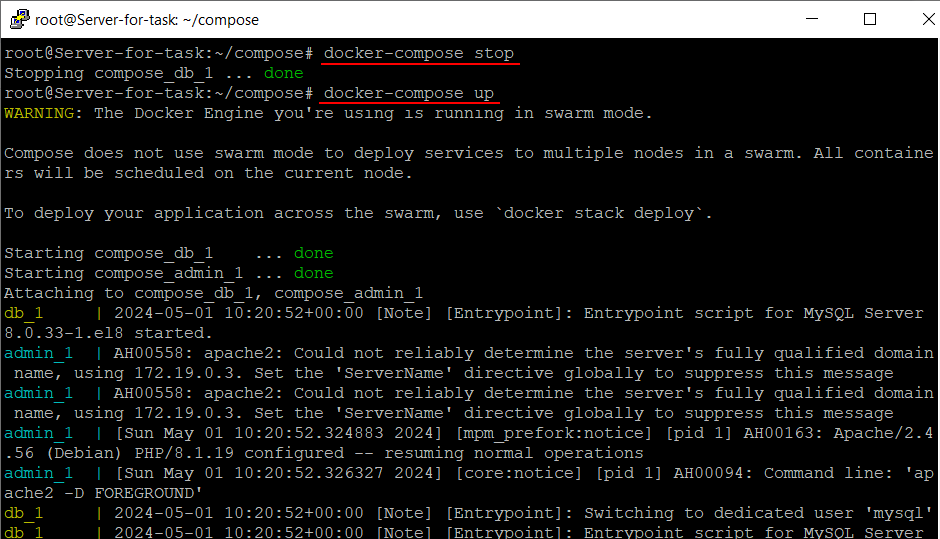 root@Server-for-task: ~/compose
root@Server-for-task:~/compose# docker-compose stop
Stopping compose_db_1 ... done
root@Server-for-task:~/compose# docker-compose up
WARNING: The Docker Engine you're using is running in swarm mode.
Compose does not use swarm mode to deploy services to multiple nodes in a swarm. All containe
rs will be scheduled on the current node.
To deploy your application across the swarm, use `docker stack deploy`.
Starting compose_db_1    ... done
Starting compose_admin_1 ... done
Attaching to compose_db_1, compose_admin_1
db_1     | 2024-05-01 10:20:52+00:00 [Note] [Entrypoint]: Entrypoint script for MySQL Server
8.0.33-1.el8 started.
admin_1  | AH00558: apache2: Could not reliably determine the server's fully qualified domain
 name, using 172.19.0.3. Set the 'ServerName' directive globally to suppress this message
admin_1  | AH00558: apache2: Could not reliably determine the server's fully qualified domain
 name, using 172.19.0.3. Set the 'ServerName' directive globally to suppress this message
admin_1  | [Sun May 01 10:20:52.324883 2024] [mpm_prefork:notice] [pid 1] AH00163: Apache/2.4
.56 (Debian) PHP/8.1.19 configured -- resuming normal operations
admin_1  | [Sun May 01 10:20:52.326327 2024] [core:notice] [pid 1] AH00094: Command line: 'ap
ache2 -D FOREGROUND'
db_1     | 2024-05-01 10:20:52+00:00 [Note] [Entrypoint]: Switching to dedicated user 'mysql'
db_1     | 2024-05-01 10:20:52+00:00 [Note] [Entrypoint]: Entrypoint script for MySQL Server